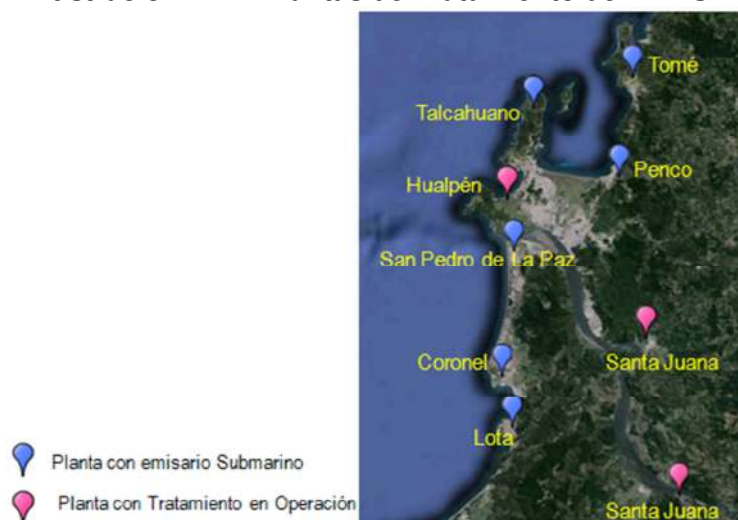 Tomé
Talcahuano
Penco
Hualpén
San Pedro de La Paz
Santa Juana
Coronel
Lota
Planta con emisario Submarino
Planta con Tratamiento en Operación
Santa Juana